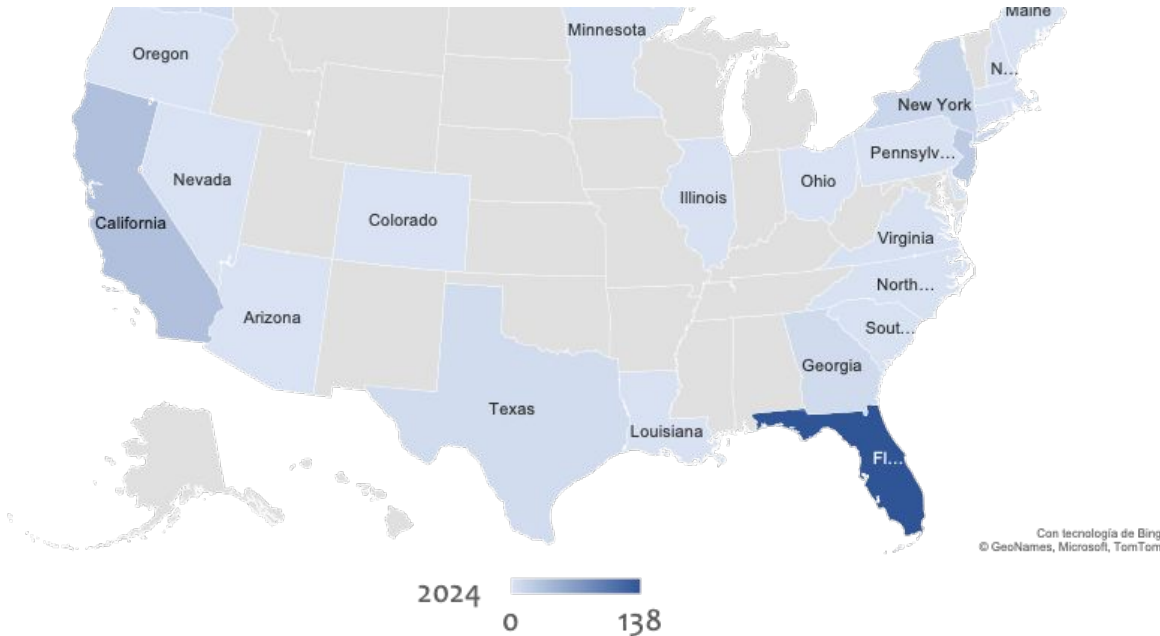 Maine
Minnesota
Oregon
N...
New York
Pennsylv...
Nevada
Ohio
Illinois
Colorado
California
Virginia
North...
Arizona
Sout...
Georgia
Texas
Louisiana
Fl...
Con tecnología de Bing
© GeoNames, Microsoft, TomTom
2024
0 138